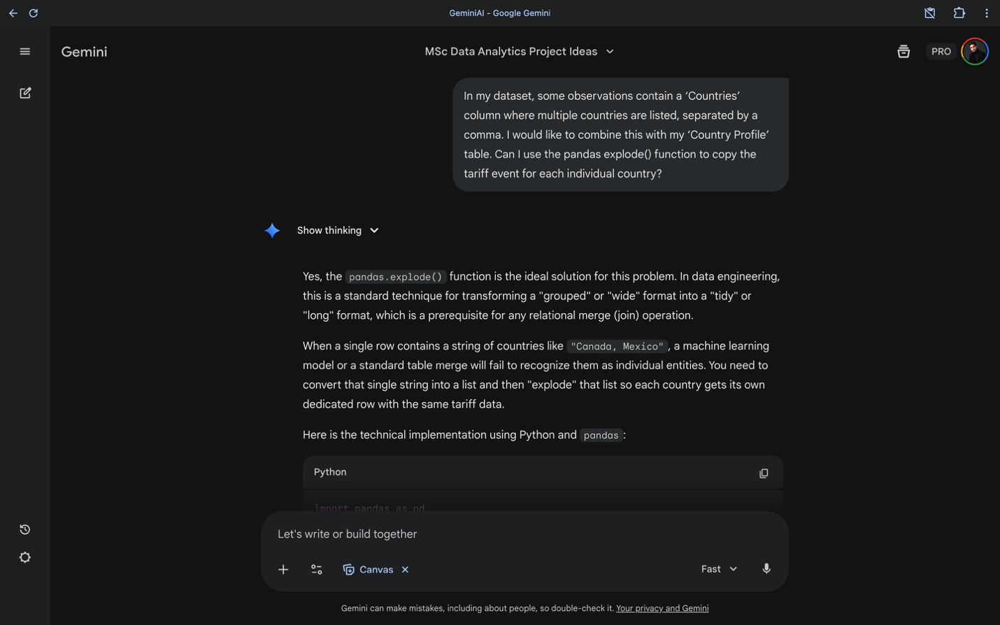 GeminiAI - Google Gemini
Gemini
MSc Data Analytics Project Ideas
PRO
In my dataset, some observations contain a ‘Countries’
column where multiple countries are listed, separated by a
comma. I would like to combine this with my ‘Country Profile’
table. Can I use the pandas explode() function to copy the
tariff event for each individual country?
Show thinking
Yes, the pandas.explode() function is the ideal solution for this problem. In data engineering,
this is a standard technique for transforming a "grouped" or "wide" format into a "tidy" or
"long" format, which is a prerequisite for any relational merge (join) operation.
When a single row contains a string of countries like "Canada, Mexico", a machine learning
model or a standard table merge will fail to recognize them as individual entities. You need to
convert that single string into a list and then "explode" that list so each country gets its own
dedicated row with the same tariff data.
Here is the technical implementation using Python and pandas:
Python
import pandas as pd
Let's write or build together
Canvas
Fast
Gemini can make mistakes, including about people, so double-check it. Your privacy and Gemini